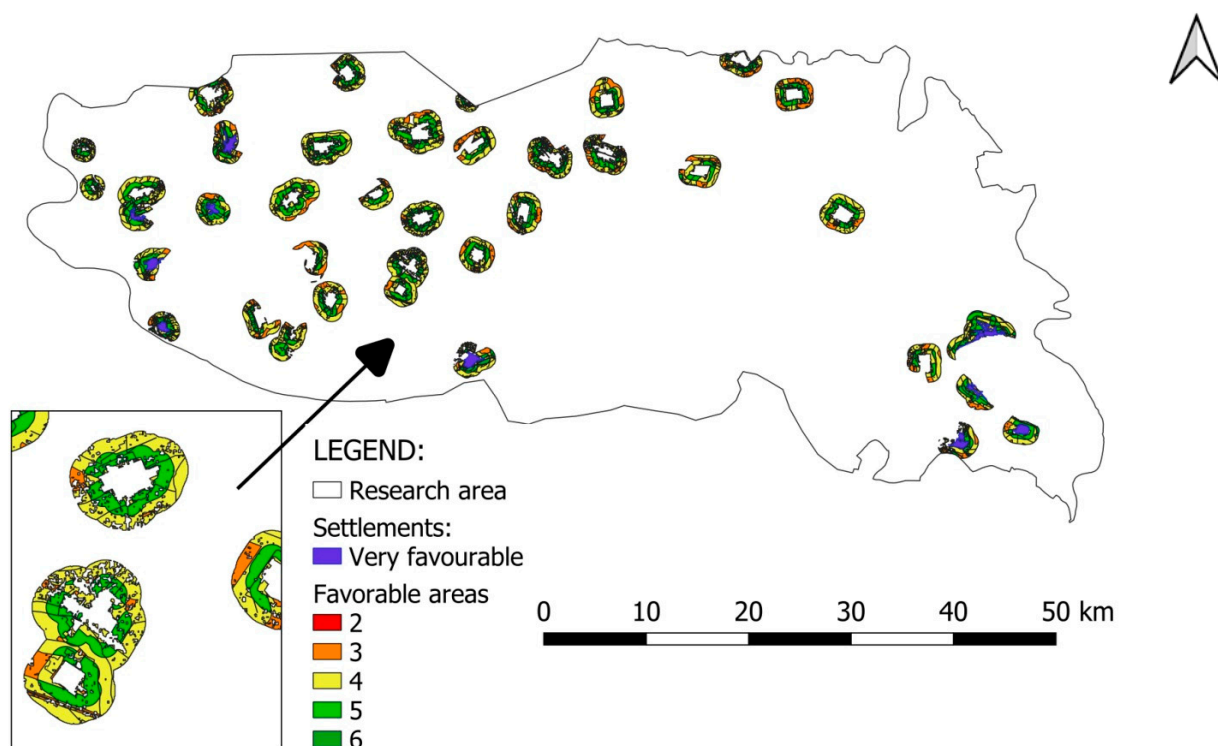 LEGEND:
Research area
Settlements:
Very favourable
Favorable areas
2
3
4
5
6
0 10 20 30 40 50 km